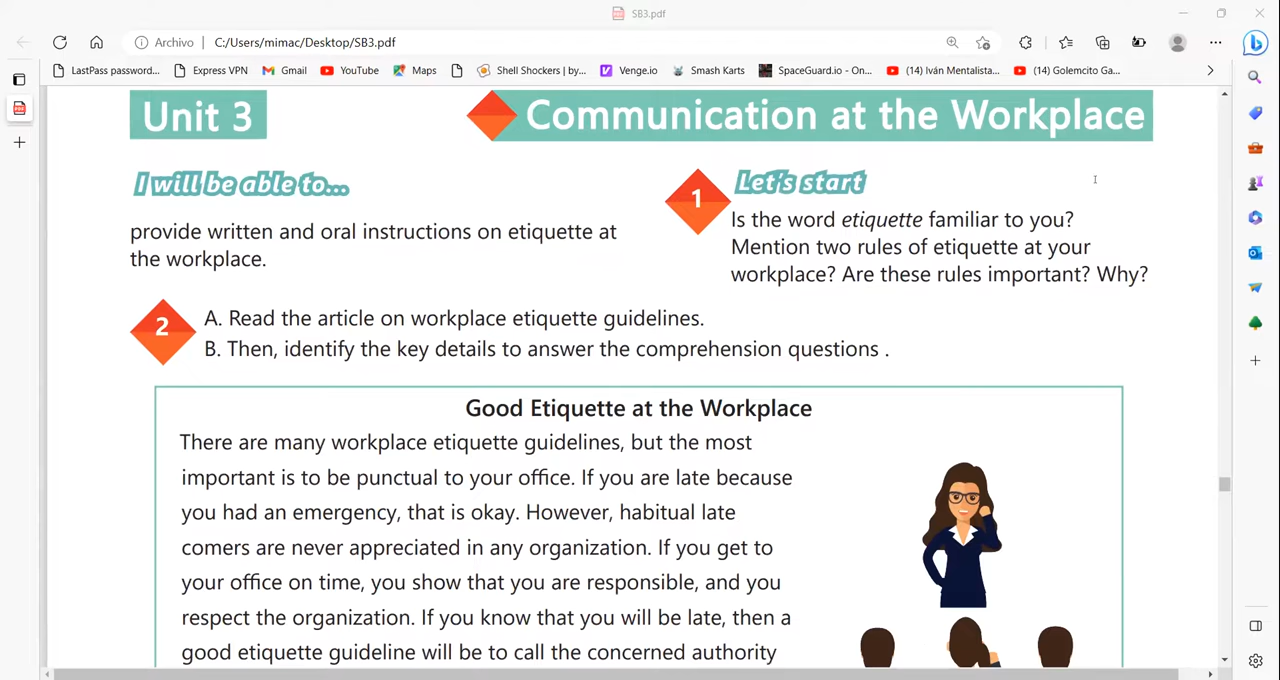 SB3.pdf
Archivo
C:/Users/mimac/Desktop/SB3.pdf
LastPass password...
Express VPN
Gmail
YouTube
Maps
Shell Shockers | by...
Venge.io
Smash Karts
SpaceGuard.io - On...
(14) Iván Mentalista...
(14) Golemcito Ga...
Unit 3
Communication at the Workplace
I will be able to...
provide written and oral instructions on etiquette at
the workplace.
1
Let's start
Is the word etiquette familiar to you?
Mention two rules of etiquette at your
workplace? Are these rules important? Why?
2
A. Read the article on workplace etiquette guidelines.
B. Then, identify the key details to answer the comprehension questions .
Good Etiquette at the Workplace
There are many workplace etiquette guidelines, but the most
important is to be punctual to your office. If you are late because
you had an emergency, that is okay. However, habitual late
comers are never appreciated in any organization. If you get to
your office on time, you show that you are responsible, and you
respect the organization. If you know that you will be late, then a
good etiquette guideline will be to call the concerned authority